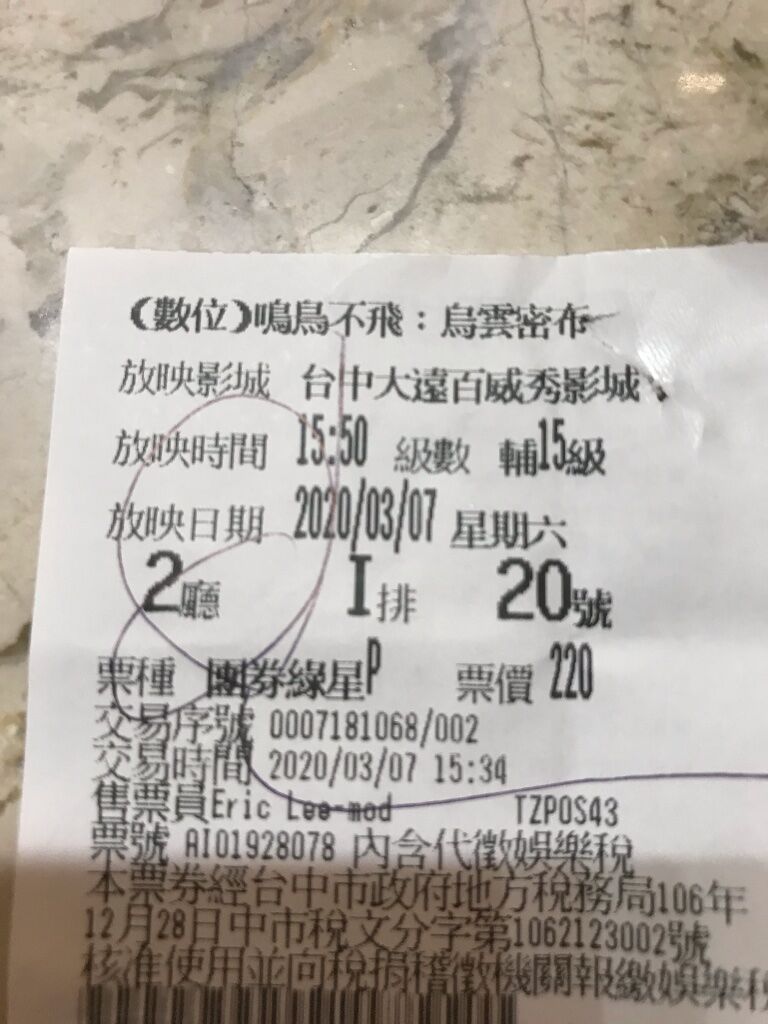 (數位)鳴鳥不飛:烏雲密布
放映影城 台中大遠百威秀影城
放映時間 15:50 級數 輔15級
放映日期 2020/03/07 星期六
2廳 I排 20號
票種 團券綠星P 票價 220
交易序號 0007181068/002
交易時間 2020/03/07 15:34
售票員Eric Lee-mod TZPOS43
票號 AI01928078 內含代徵娛樂稅
本票券經台中市政府地方稅務局106年
12月28日中市稅文分字第1062123002號
核准使用並向稅捐稽徵機關報繳娛樂稅